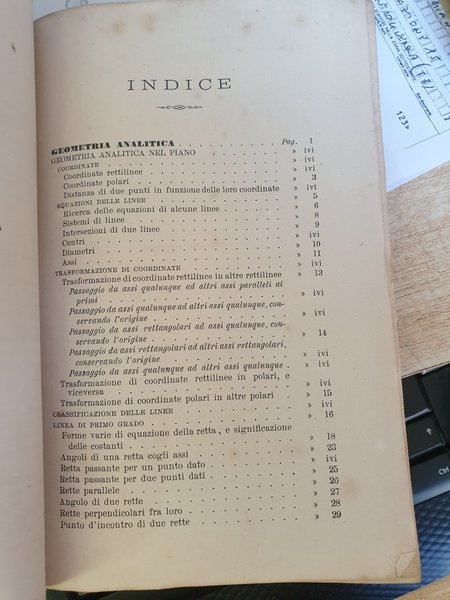 INDICE
GEOMETRIA ANALITICA . . . . . . . . . . Pag. 1
GEOMETRIA ANALITICA NEL PIANO . . . . . . . » ivi
COORDINATE . . . . . . . . . . » ivi
Coordinate rettilinee . . . . . . . . . » ivi
Coordinate polari . . . . . . . . . » 3
Distanza di due punti in funzione delle loro coordinate » ivi
EQUAZIONI DELLE LINEE . . . . . . . . . » 5
Ricerca delle equazioni di alcune linee . . . . . » 6
Sistemi di linee . . . . . . . . . » 8
Intersezioni di due linee . . . . . . . . » 9
Centri . . . . . . . . . . » ivi
Diametri . . . . . . . . . . » 10
Assi . . . . . . . . . . » 11
TRASFORMAZIONE DI COORDINATE . . . . . . . » ivi
Trasformazione di coordinate rettilinee in altre rettilinee » 13
Passaggio da assi qualunque ad altri assi paralleli ai
primi . . . . . . . . . » ivi
Passaggio da assi qualunque ad altri assi qualunque, con-
servando l'origine . . . . . . . » ivi
Passaggio da assi rettangolari ad assi qualunque, con-
servando l'origine . . . . . . . » 14
Passaggio da assi rettangolari ad altri assi rettangolari,
conservando l'origine . . . . . . . » ivi
Passaggio da assi qualunque ad altri assi qualunque . » ivi
Trasformazione di coordinate rettilinee in polari, e
viceversa . . . . . . . . . » ivi
Trasformazione di coordinate polari in altre polari . » 15
CLASSIFICAZIONE DELLE LINEE . . . . . . . » ivi
LINEA DI PRIMO GRADO . . . . . . . . . » 16
Forme varie di equazione della retta, e significazione
delle costanti . . . . . . . . » 18
Angoli di una retta cogli assi . . . . . . . » 23
Retta passante per un punto dato . . . . . . » ivi
Retta passante per due punti dati . . . . . . » 25
Rette parallele . . . . . . . . . » 26
Angolo di due rette . . . . . . . . » 27
Rette perpendicolari fra loro . . . . . . . » 28
Punto d'incontro di due rette . . . . . . . » 29
123>
Ctrl